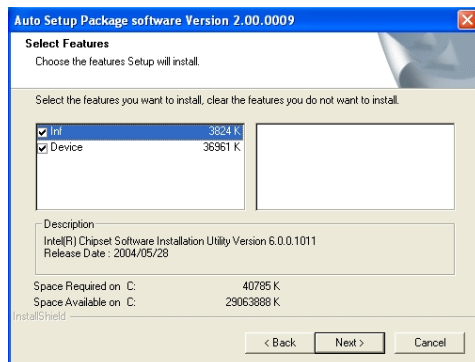 Auto Setup Package software Version 2.00.0009
Select Features
Choose the features Setup will install.
Select the features you want to install, clear the features you do not want to install.
Inf 3824 K
Device 36961 K
Description
Intel(R) Chipset Software Installation Utility Version 6.0.0.1011
Release Date : 2004/05/28
Space Required on C: 40785 K
Space Available on C: 29063888 K
InstallShield
< Back Next > Cancel